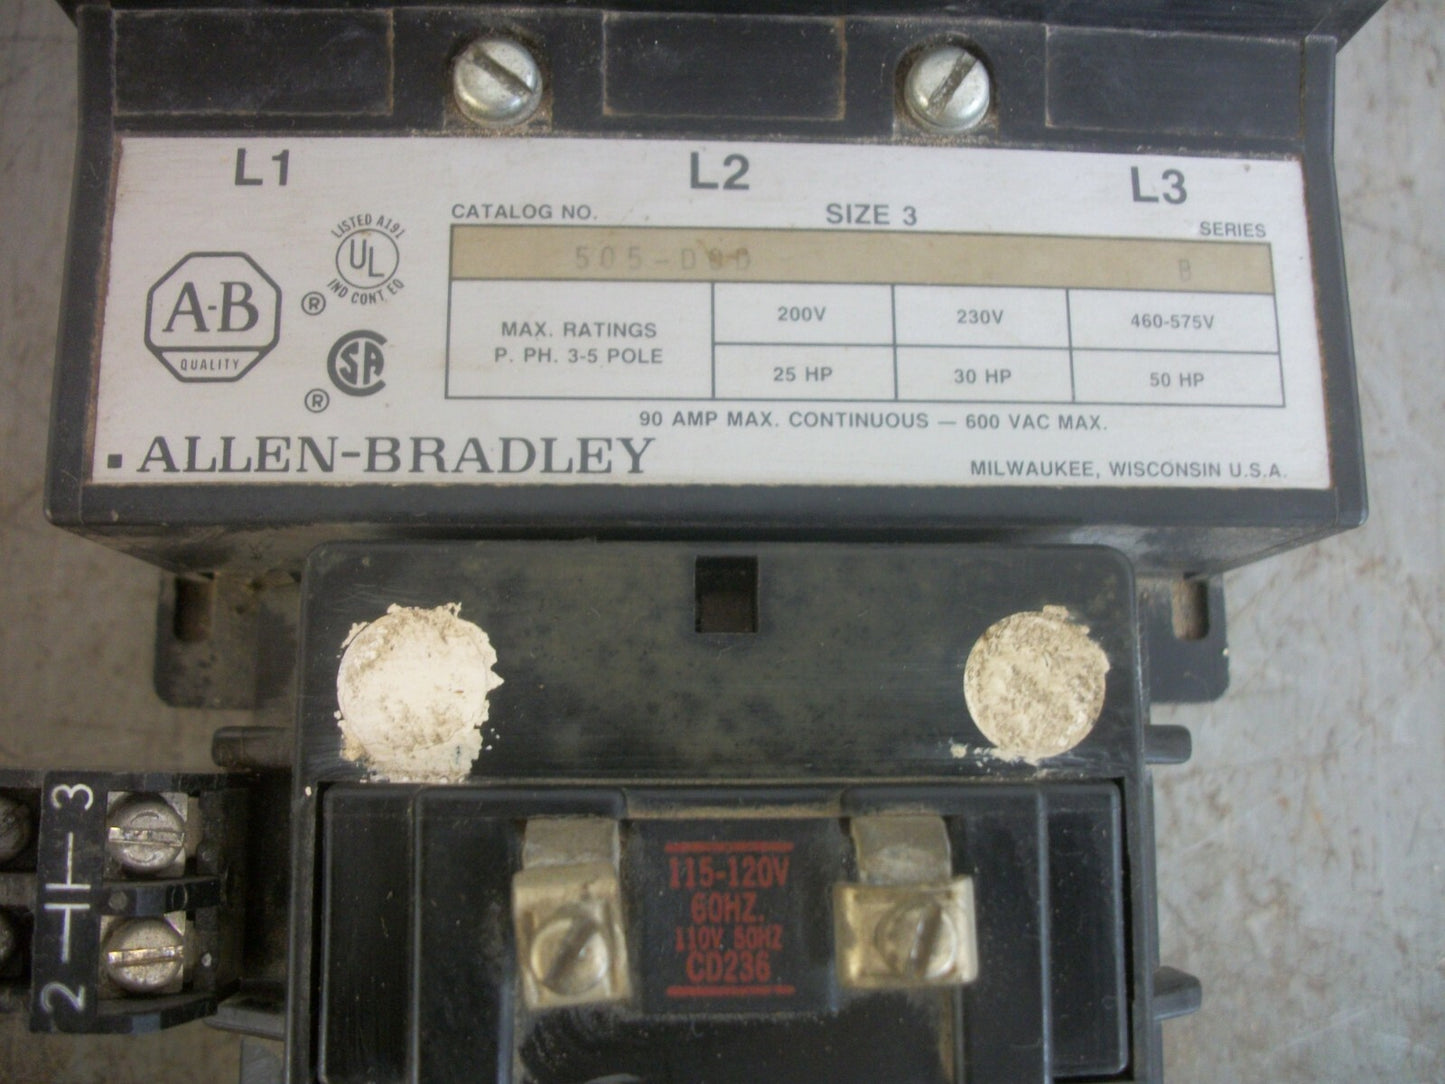 L1 L2 L3
LISTED A191
UL
IND CONT. EQ
CATALOG NO. SIZE 3 SERIES
B
A-B
QUALITY
®
SA
®
MAX. RATINGS
P. PH. 3-5 POLE
200V 230V 460-575V
25 HP 30 HP 50 HP
90 AMP MAX. CONTINUOUS — 600 VAC MAX.
ALLEN-BRADLEY
MILWAUKEE, WISCONSIN U.S.A.
3
2
115-120V
60HZ.
110V. 50HZ
CD236